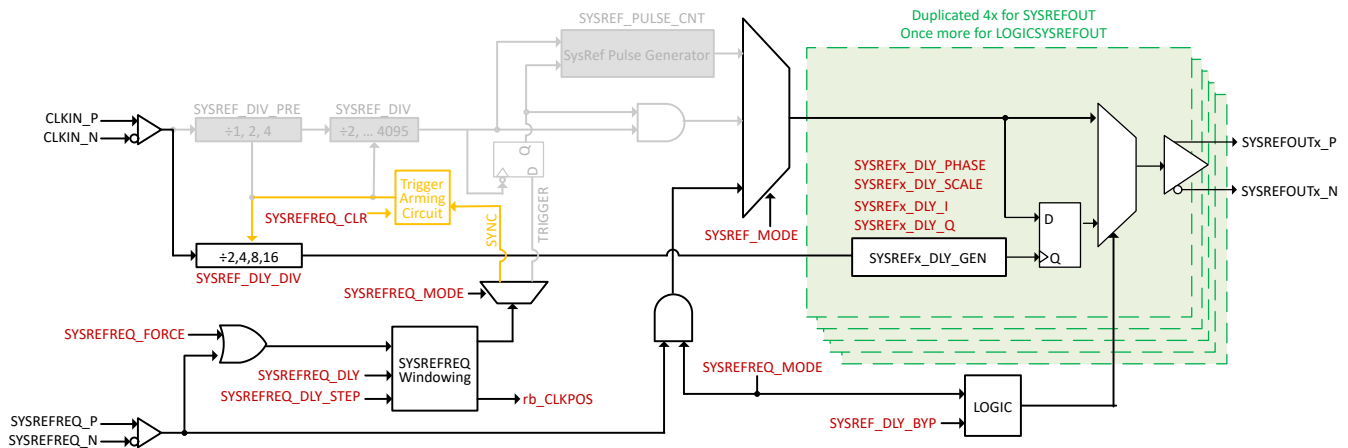 SYSREF_PULSE_CNT
SysRef Pulse Generator
Duplicated 4x for SYSREFOUT
Once more for LOGICSYSREFOUT
SYSREF_DIV_PRE
÷1, 2, 4
SYSREF_DIV
÷2, ... 4095
CLKIN_P
CLKIN_N
Q
D
TRIGGER
SYNC
Trigger
Arming
Circuit
SYSREFREQ_CLR
÷2,4,8,16
SYSREF_DLY_DIV
SYSREF_MODE
SYSREFx_DLY_PHASE
SYSREFx_DLY_SCALE
SYSREFx_DLY_I
SYSREFx_DLY_Q
SYSREFx_DLY_GEN
D
Q
SYSREFOUTx_P
SYSREFOUTx_N
SYSREFREQ_MODE
SYSREFREQ_FORCE
SYSREFREQ
Windowing
SYSREFREQ_DLY
SYSREFREQ_DLY_STEP
rb_CLKPOS
SYSREFREQ_MODE
LOGIC
SYSREF_DLY_BYP
SYSREFREQ_P
SYSREFREQ_N